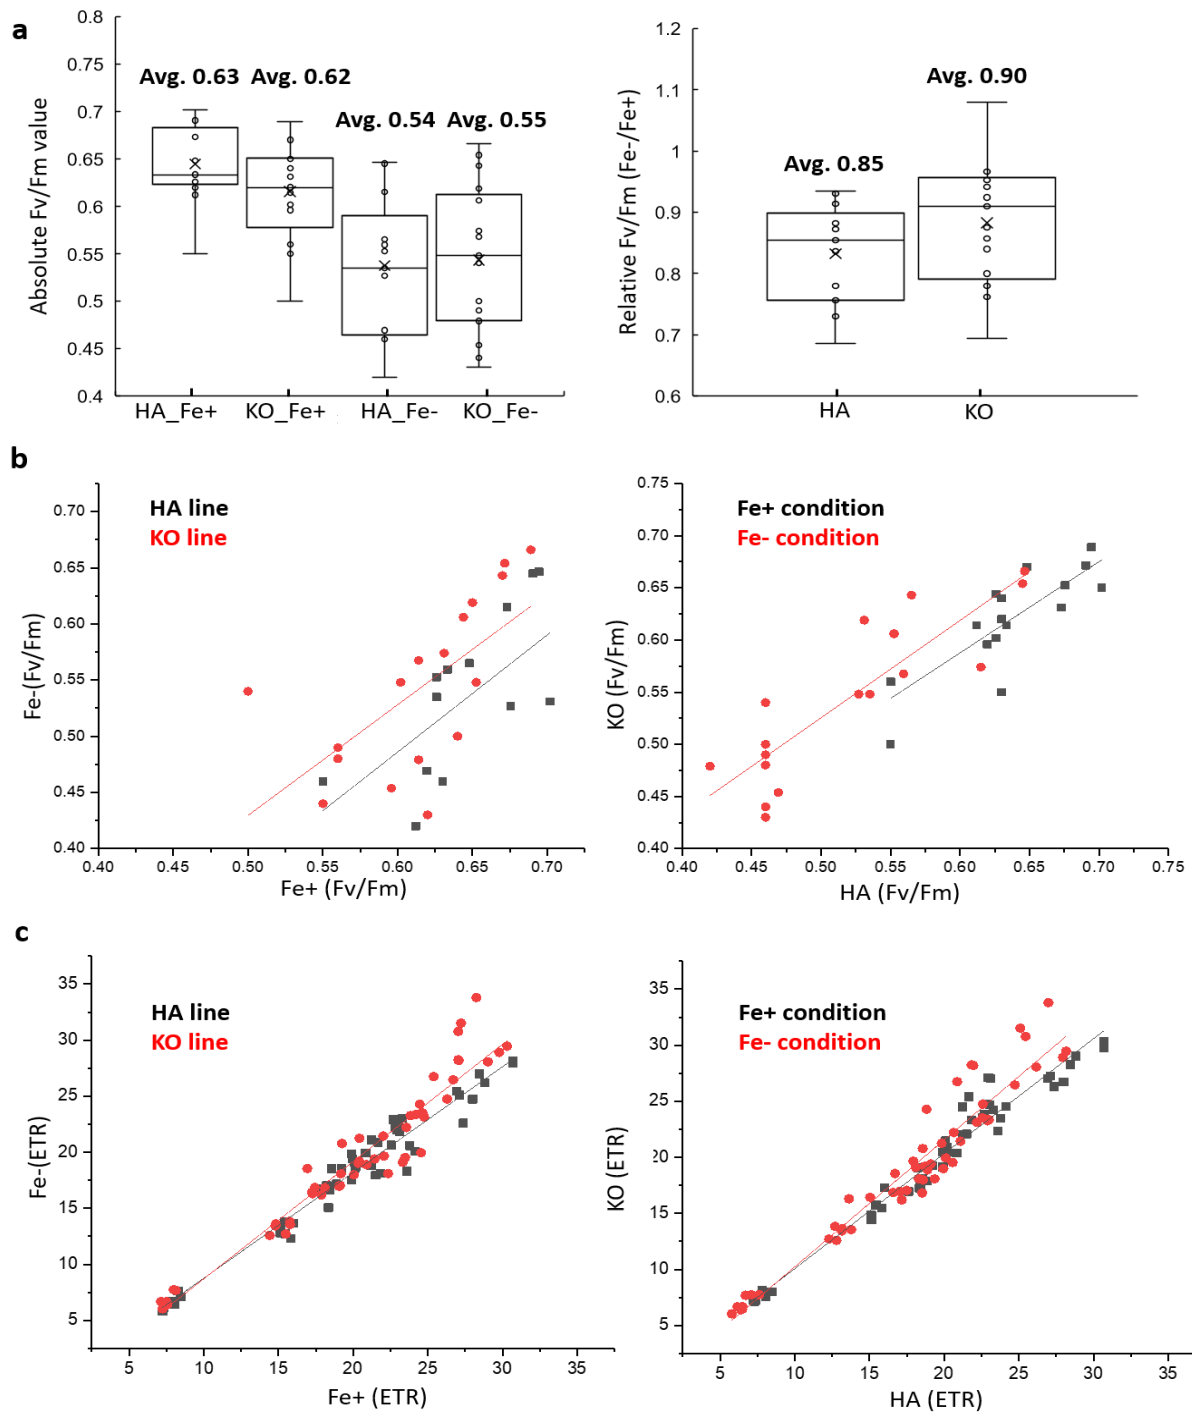 a
Absolute Fv/Fm value
0.8
0.75
0.7
0.65
0.6
0.55
0.5
0.45
0.4
Avg. 0.63
Avg. 0.62
Avg. 0.54
Avg. 0.55
HA_Fe+
KO_Fe+
HA_Fe-
KO_Fe-
Relative Fv/Fm (Fe-/Fe+)
1.2
1.1
1
0.9
0.8
0.7
0.6
Avg. 0.85
Avg. 0.90
HA
KO
b
Fe-(Fv/Fm)
0.70
0.65
0.60
0.55
0.50
0.45
0.40
HA line
KO line
0.40
0.45
0.50
0.55
0.60
0.65
0.70
Fe+ (Fv/Fm)
KO (Fv/Fm)
0.75
0.70
0.65
0.60
0.55
0.50
0.45
0.40
Fe+ condition
Fe- condition
0.40
0.45
0.50
0.55
0.60
0.65
0.70
0.75
HA (Fv/Fm)
c
Fe-(ETR)
35
30
25
20
15
10
5
HA line
KO line
5
10
15
20
25
30
35
Fe+ (ETR)
KO (ETR)
35
30
25
20
15
10
5
Fe+ condition
Fe- condition
5
10
15
20
25
30
35
HA (ETR)